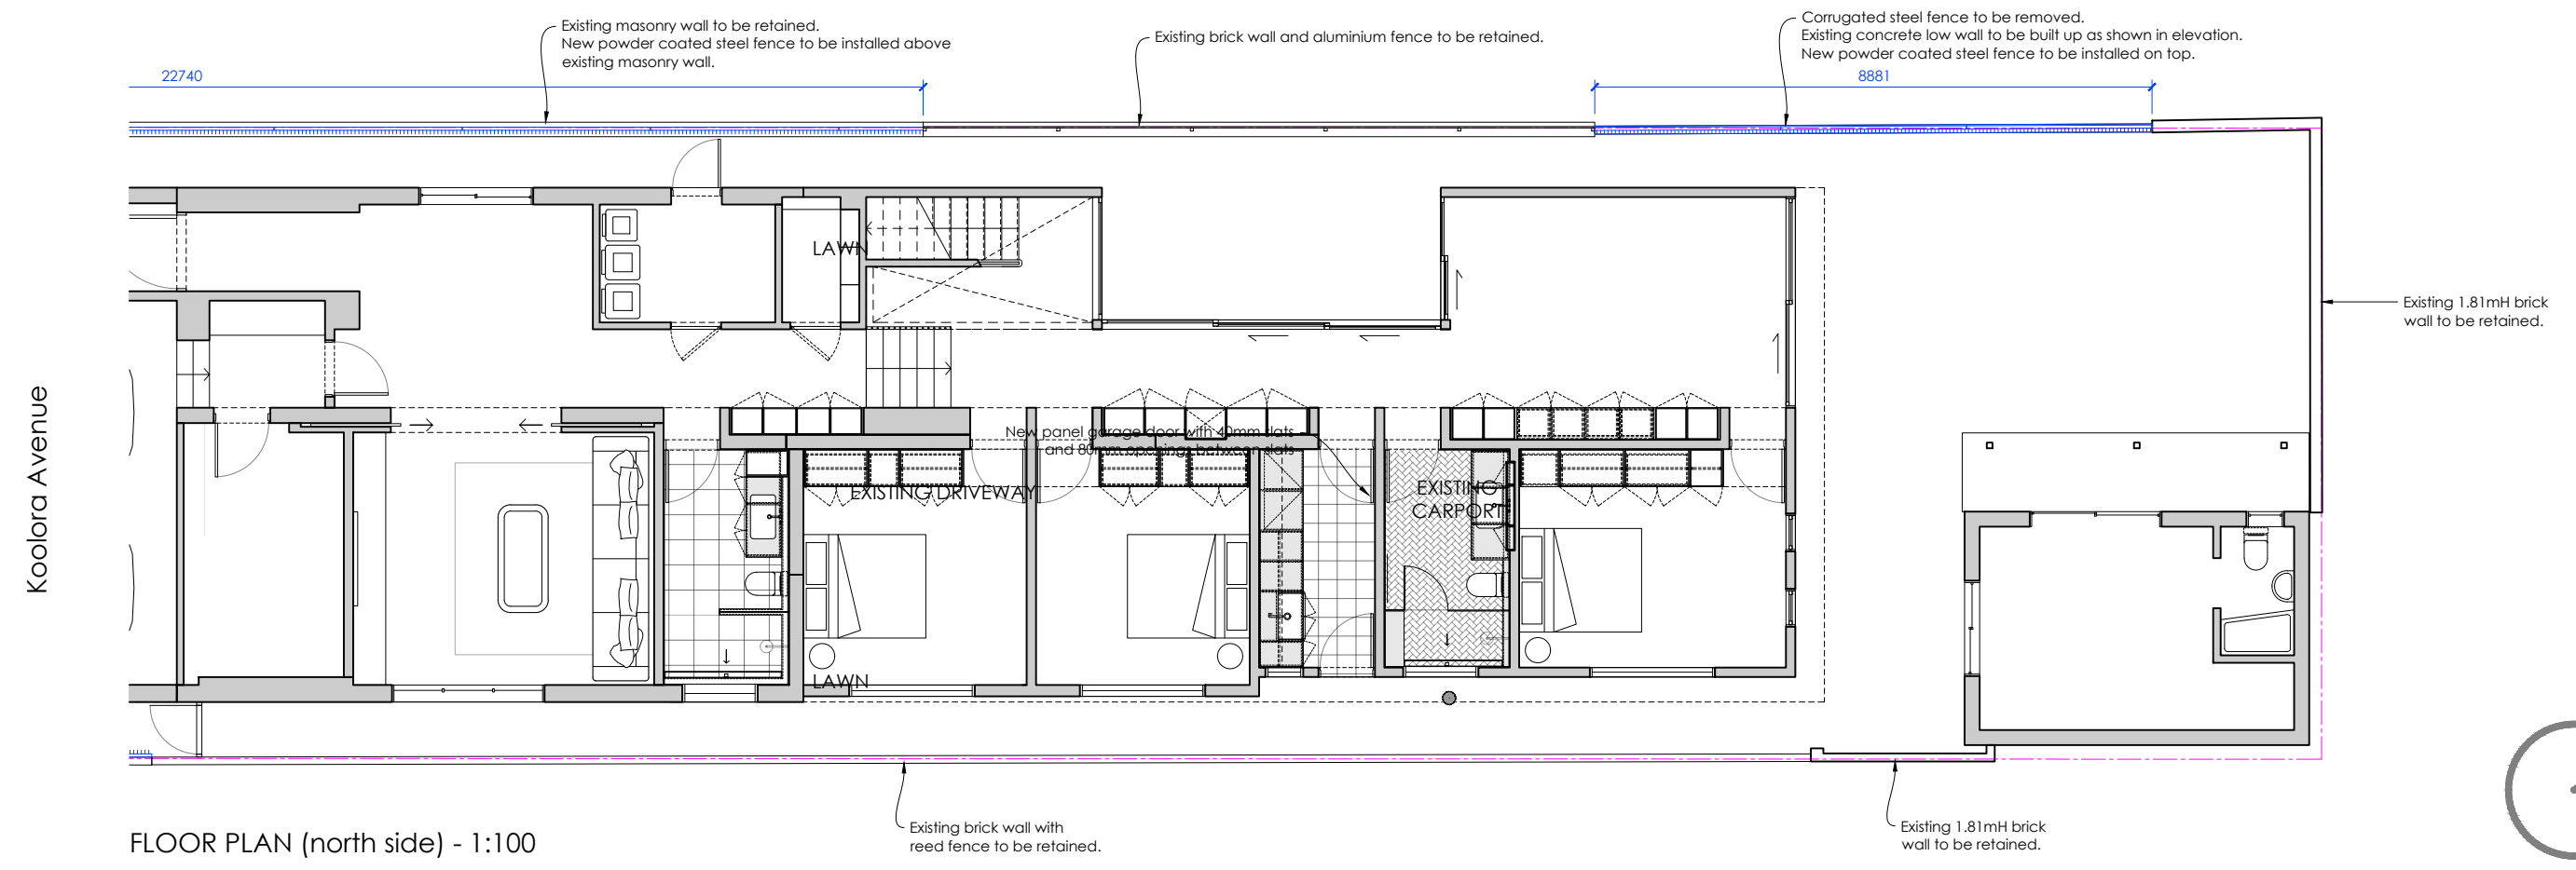 Existing masonry wall to be retained.
New powder coated steel fence to be installed above
existing masonry wall.
Existing brick wall and aluminium fence to be retained.
Corrugated steel fence to be removed.
Existing concrete low wall to be built up as shown in elevation.
New powder coated steel fence to be installed on top.
22740
8881
LAWN
Existing 1.81mH brick
wall to be retained.
Koolora Avenue
New panel garage door with 40mm slats
and 80mm openings between slats
EXISTING DRIVEWAY
EXISTING
CARPORT
LAWN
Existing brick wall with
reed fence to be retained.
Existing 1.81mH brick
wall to be retained.
FLOOR PLAN (north side) - 1:100